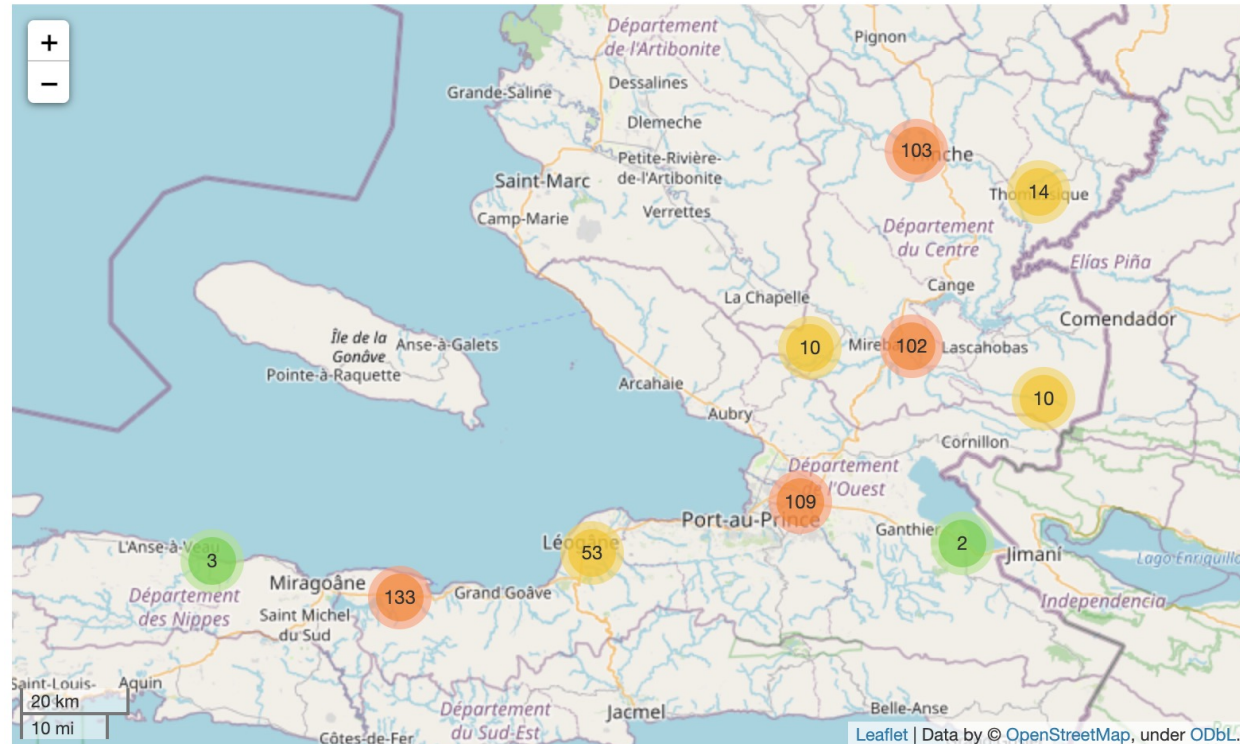 +
−
Département
de l'Artibonite
Pignon
Grande-Saline
Dessalines
Dlemeche
Petite-Rivière-
de-l'Artibonite
103
14
Saint-Marc
Camp-Marie
Verrettes
Département
du Centre
Elías Piña
Cange
La Chapelle
Comendador
Île de la
Gonâve
Anse-à-Galets
Pointe-à-Raquette
10
102
Lascahobas
Arcahaie
10
Aubry
Cornillon
Département
de l'Ouest
109
Port-au-Prince
Ganthier
2
Jimaní
Lago Enriquillo
L'Anse-à-Veau
3
Léogâne
53
Miragoâne
133
Grand Goâve
Département
des Nippes
Saint Michel
du Sud
Independencia
Saint-Louis-
Aquin
20 km
10 mi
Département
du Sud-Est
Jacmel
Belle-Anse
Côtes-de-Fer
Leaflet | Data by © OpenStreetMap, under ODbL.